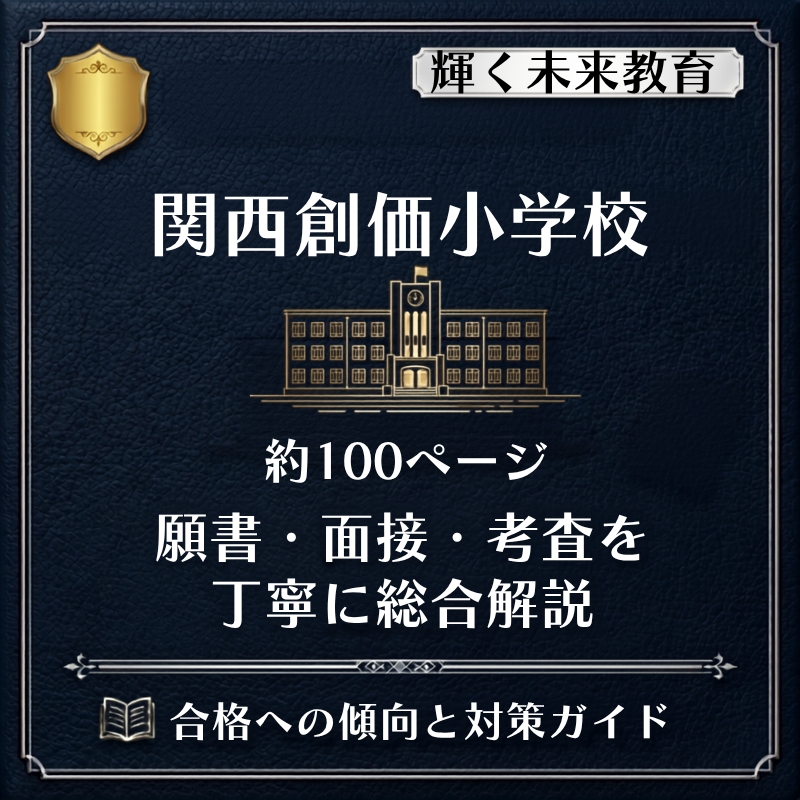 輝く未来教育
関西創価小学校
約100ページ
願書・面接・考査を
丁寧に総合解説
合格への傾向と対策ガイド